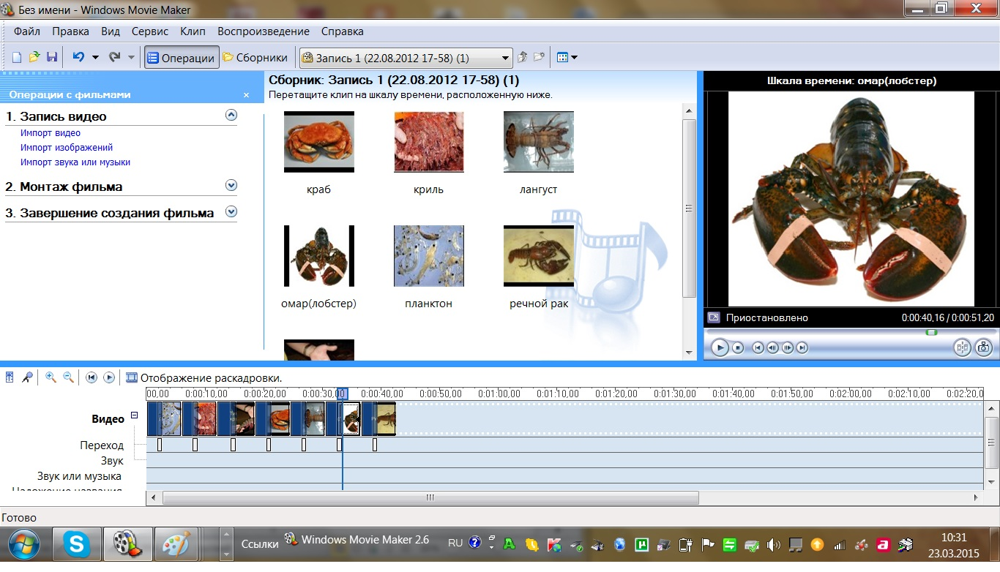 Без имени - Windows Movie Maker
Файл Правка Вид Сервис Клип Воспроизведение Справка
Операции Сборники Запись 1 (22.08.2012 17-58) (1)
Операции с фильмами
1. Запись видео
Импорт видео
Импорт изображений
Импорт звука или музыки
2. Монтаж фильма
3. Завершение создания фильма
Сборник: Запись 1 (22.08.2012 17-58) (1)
Перетащите клип на шкалу времени, расположенную ниже.
краб криль лангуст
омар(лобстер) планктон речной рак
Шкала времени: омар(лобстер)
Приостановлено 0:00:40,16 / 0:00:51,20
Отображение раскадровки.
00,00 0:00:10,00 0:00:20,00 0:00:30,00 0:00:40,00 0:00:50,00 0:01:00,00 0:01:10,00 0:01:20,00 0:01:30,00 0:01:40,00 0:01:50,00 0:02:00,00 0:02:10,00 0:02:20,0
Видео
Переход
Звук
Звук или музыка
Наложение названия
Готово
Ссылки Windows Movie Maker 2.6 RU 10:31
23.03.2015